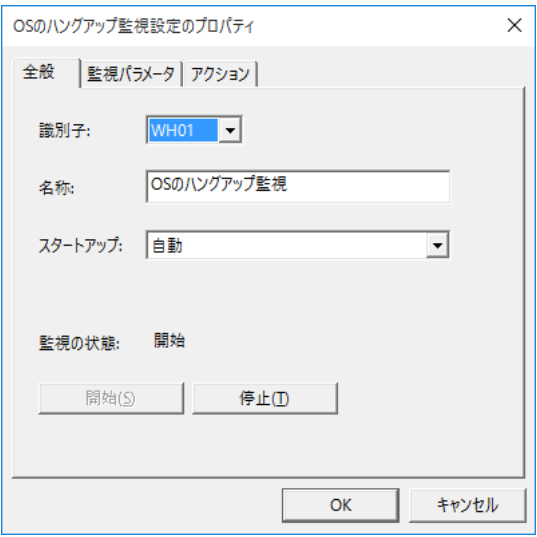 OSのハングアップ監視設定のプロパティ
全般 監視パラメータ アクション
識別子: WH01
名称: OSのハングアップ監視
スタートアップ: 自動
監視の状態: 開始
開始(S) 停止(T)
OK キャンセル